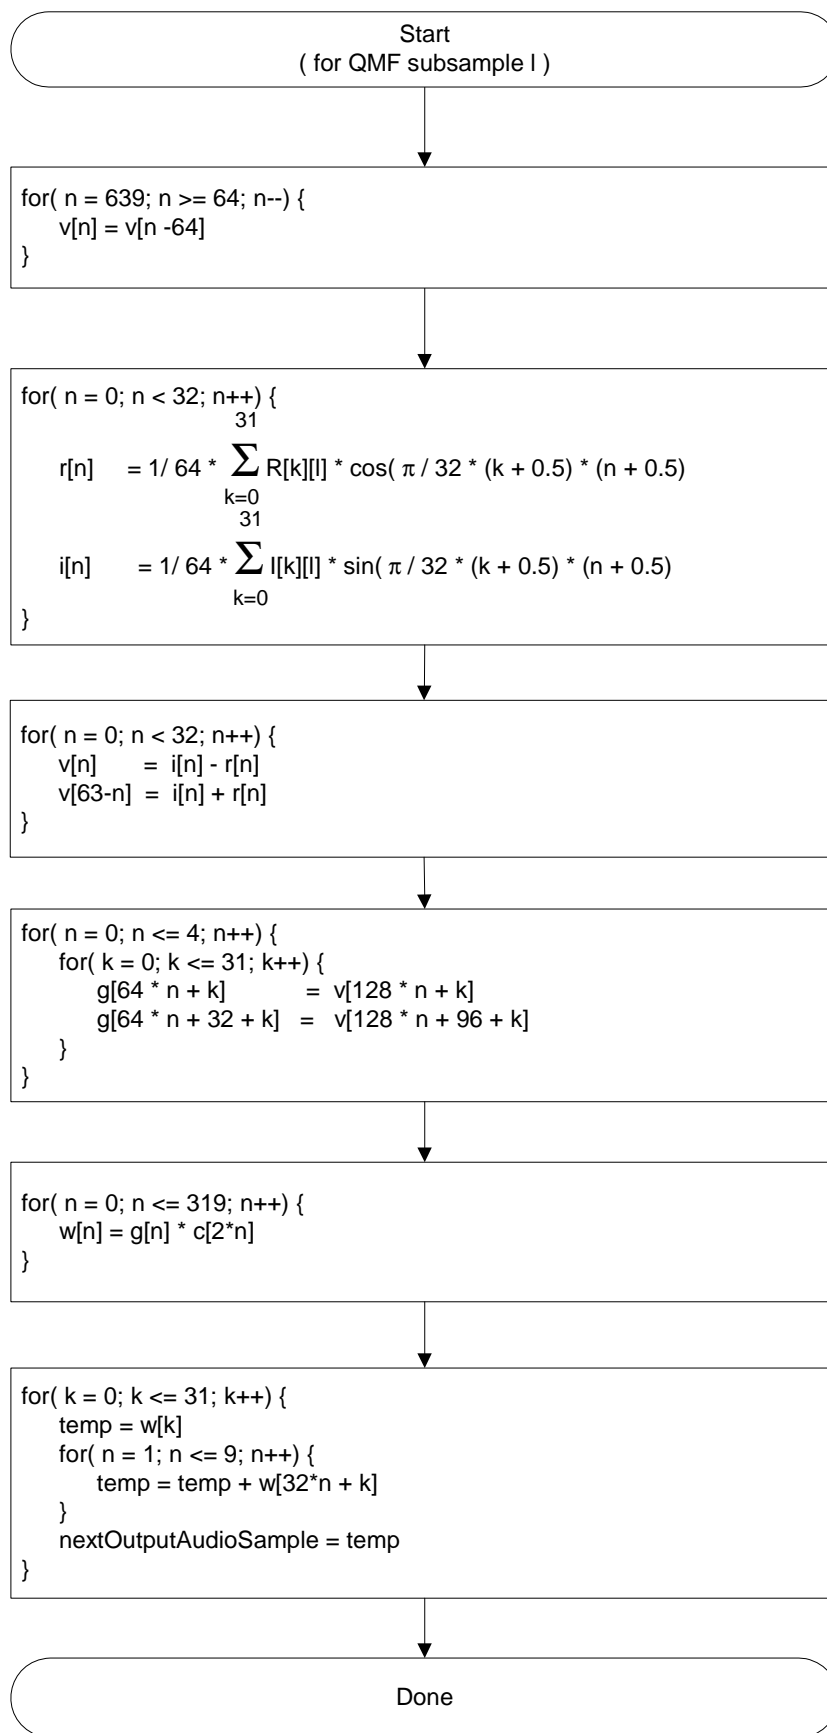 Start
( for QMF subsample l )
for( n = 639; n >= 64; n--) {
v[n] = v[n -64]
}
for( n = 0; n < 32; n++) {
31
r[n] = 1/ 64 * Σ R[k][l] * cos( π / 32 * (k + 0.5) * (n + 0.5)
k=0
31
i[n] = 1/ 64 * Σ I[k][l] * sin( π / 32 * (k + 0.5) * (n + 0.5)
k=0
}
for( n = 0; n < 32; n++) {
v[n] = i[n] - r[n]
v[63-n] = i[n] + r[n]
}
for( n = 0; n <= 4; n++) {
for( k = 0; k <= 31; k++) {
g[64 * n + k] = v[128 * n + k]
g[64 * n + 32 + k] = v[128 * n + 96 + k]
}
}
for( n = 0; n <= 319; n++) {
w[n] = g[n] * c[2*n]
}
for( k = 0; k <= 31; k++) {
temp = w[k]
for( n = 1; n <= 9; n++) {
temp = temp + w[32*n + k]
}
nextOutputAudioSample = temp
}
Done